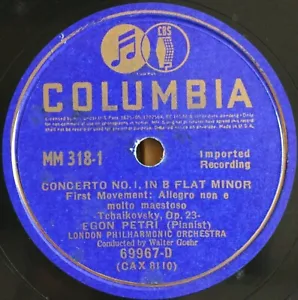 CBS
COLUMBIA
MM 318-1
Imported
Recording
CONCERTO NO. 1, IN B FLAT MINOR
First Movement: Allegro non e
molto maestoso
Tchaikovsky, Op. 23-
EGON PETRI (Pianist)
LONDON PHILHARMONIC ORCHESTRA
Conducted by Walter Goehr
69967-D
(CAX 8110)